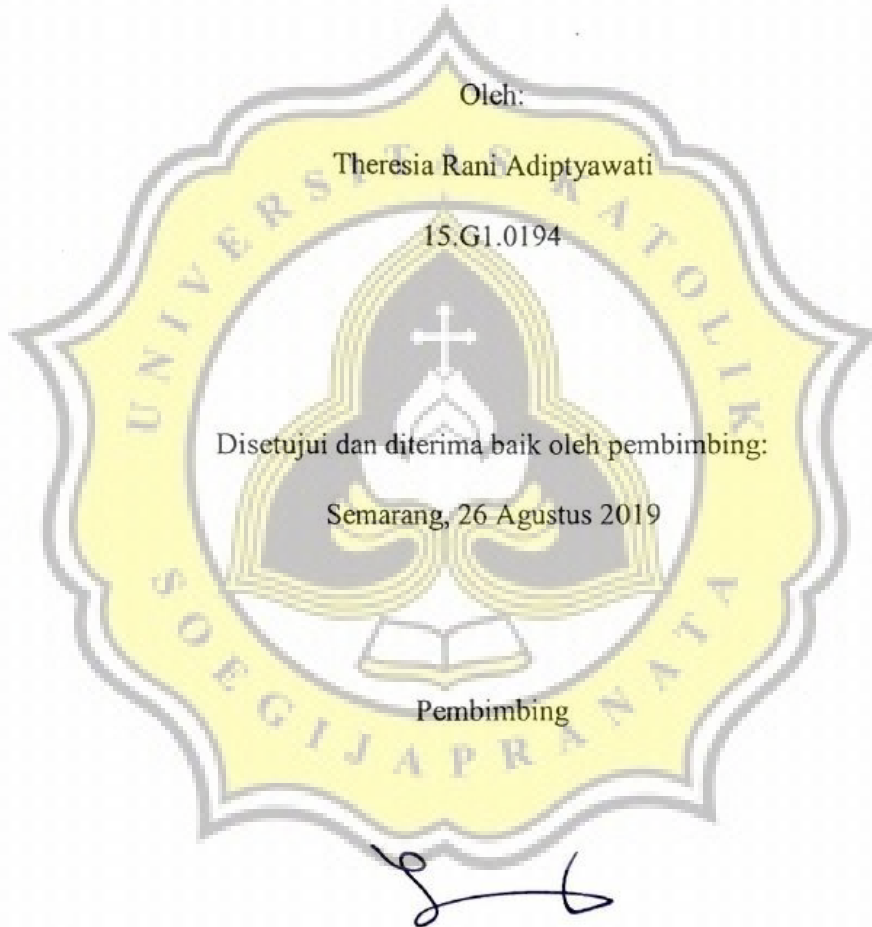 Oleh:
Theresia Rani Adiptyawati
15.G1.0194
UNIVERSITAS KATOLIK
Disetujui dan diterima baik oleh pembimbing:
Semarang, 26 Agustus 2019
SOEGIJAPRANATA
Pembimbing